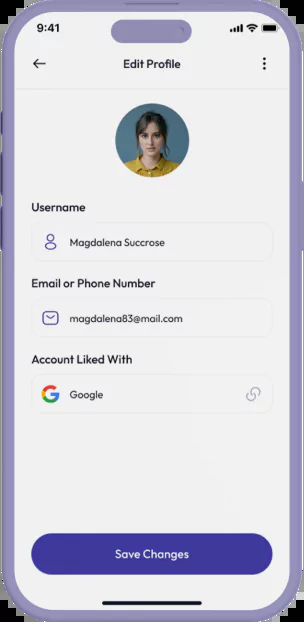 9:41
Edit Profile
Username
Magdalena Succrose
Email or Phone Number
magdalena83@mail.com
Account Liked With
Google
Save Changes